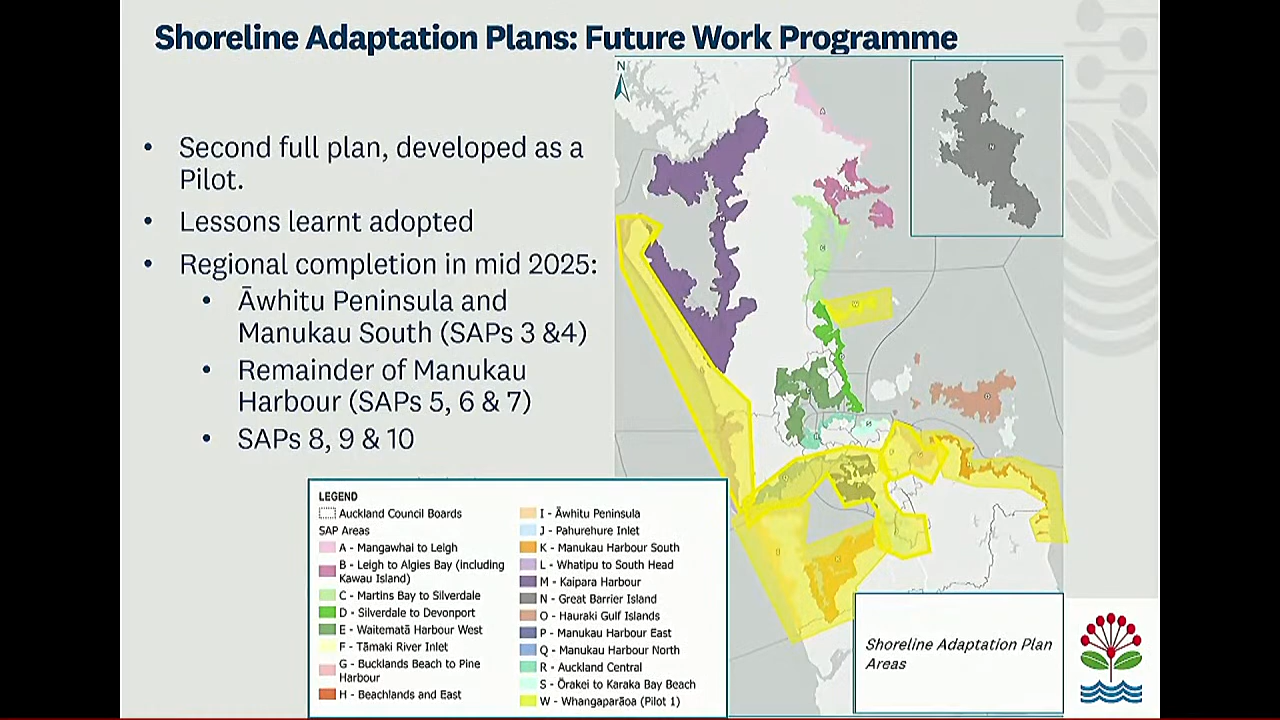 Shoreline Adaptation Plans: Future Work Programme
N
• Second full plan, developed as a
Pilot.
• Lessons learnt adopted
• Regional completion in mid 2025:
• Āwhitu Peninsula and
Manukau South (SAPs 3 &4)
• Remainder of Manukau
Harbour (SAPs 5, 6 & 7)
• SAPs 8, 9 & 10
LEGEND
Auckland Council Boards
SAP Areas
A - Mangawhai to Leigh
B - Leigh to Algies Bay (including
Kawau Island)
C - Martins Bay to Silverdale
D - Silverdale to Devonport
E - Waitematā Harbour West
F - Tāmaki River Inlet
G - Bucklands Beach to Pine
Harbour
H - Beachlands and East
I - Āwhitu Peninsula
J - Pahurehure Inlet
K - Manukau Harbour South
L - Whatipu to South Head
M - Kaipara Harbour
N - Great Barrier Island
O - Hauraki Gulf Islands
P - Manukau Harbour East
Q - Manukau Harbour North
R - Auckland Central
S - Ōrakei to Karaka Bay Beach
W - Whangaparāoa (Pilot 1)
Shoreline Adaptation Plan
Areas